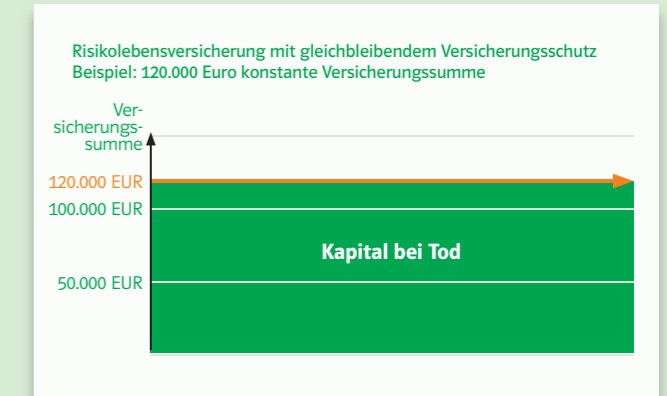 Risikolebensversicherung mit gleichbleibendem Versicherungsschutz
Beispiel: 120.000 Euro konstante Versicherungssumme
Ver-
sicherungs-
summe
120.000 EUR
100.000 EUR
Kapital bei Tod
50.000 EUR